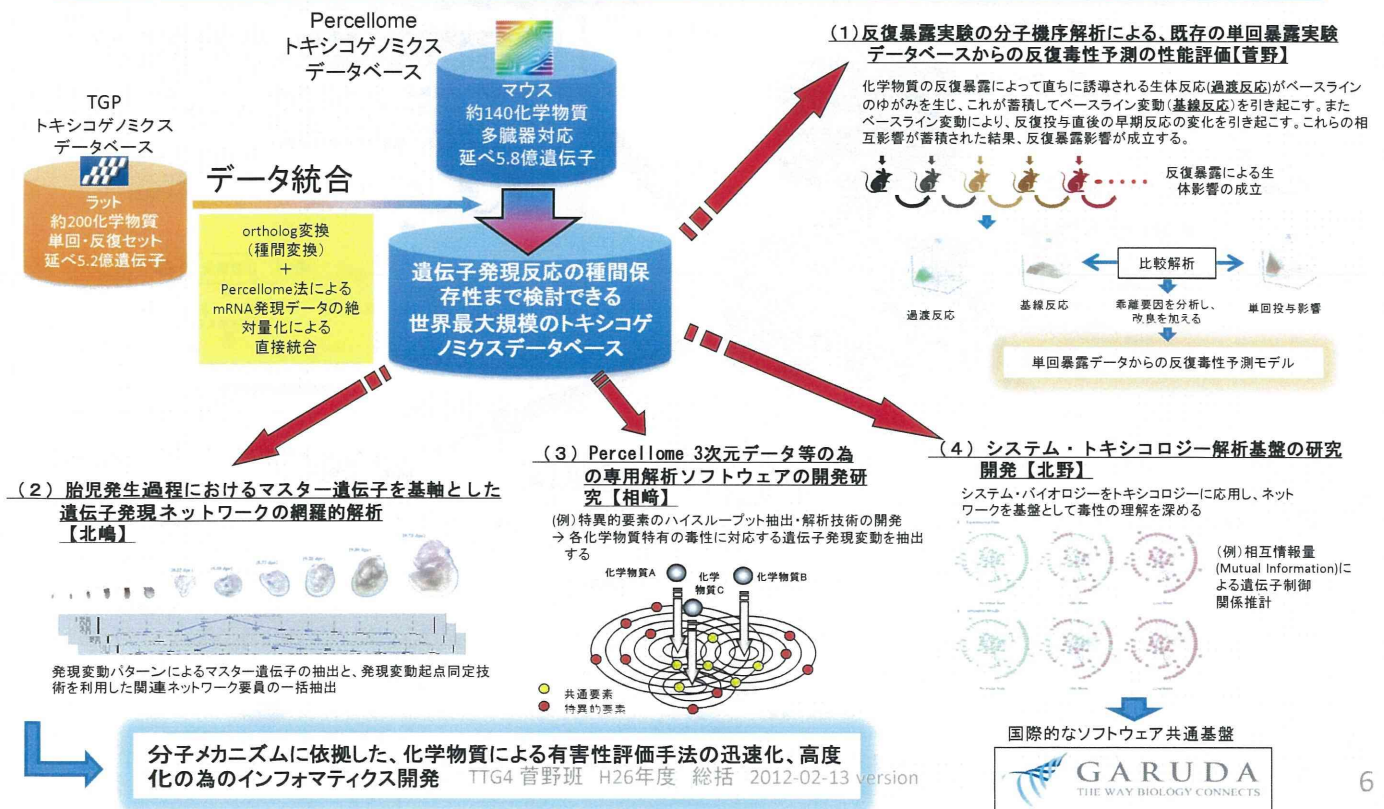 Percellome
トキシコゲノミクス
データベース
マウス
約140化学物質
多臓器対応
延べ5.8億遺伝子
TGP
トキシコゲノミクス
データベース
ラット
約200化学物質
単回・反復セット
延べ5.2億遺伝子
データ統合
ortholog変換
(種間変換)
+
Percellome法による
mRNA発現データの絶
対量化による
直接統合
遺伝子発現反応の種間保
存性まで検討できる
世界最大規模のトキシコゲ
ノミクスデータベース
(1)反復暴露実験の分子機序解析による、既存の単回暴露実験
データベースからの反復毒性予測の性能評価【菅野】
化学物質の反復暴露によって直ちに誘導される生体反応(過渡反応)がベースライン
のゆがみを生じ、これが蓄積してベースライン変動(基線反応)を引き起こす。また
ベースライン変動により、反復投与直後の早期反応の変化を引き起こす。これらの相
互影響が蓄積された結果、反復暴露影響が成立する。
反復暴露による生
体影響の成立
過渡反応
基線反応
比較解析
乖離要因を分析し、
改良を加える
単回投与影響
単回暴露データからの反復毒性予測モデル
(2) 胎児発生過程におけるマスター遺伝子を基軸とした
遺伝子発現ネットワークの網羅的解析
【北嶋】
発現変動パターンによるマスター遺伝子の抽出と、発現変動起点同定技
術を利用した関連ネットワーク要員の一括抽出
(3) Percellome 3次元データ等の為
の専用解析ソフトウェアの開発研
究【相﨑】
(例)特異的要素のハイスループット抽出・解析技術の開発
→ 各化学物質特有の毒性に対応する遺伝子発現変動を抽出
する
化学物質A
化学
物質C
化学物質B
共通要素
特異的要素
(4) システム・トキシコロジー解析基盤の研究
開発【北野】
システム・バイオロジーをトキシコロジーに応用し、ネット
ワークを基盤として毒性の理解を深める
(例)相互情報量
(Mutual Information)に
よる遺伝子制御
関係推計
国際的なソフトウェア共通基盤
GARUDA
THE WAY BIOLOGY CONNECTS
分子メカニズムに依拠した、化学物質による有害性評価手法の迅速化、高度
化の為のインフォマティクス開発
TTG4 菅野班 H26年度 総括 2012-02-13 version
6